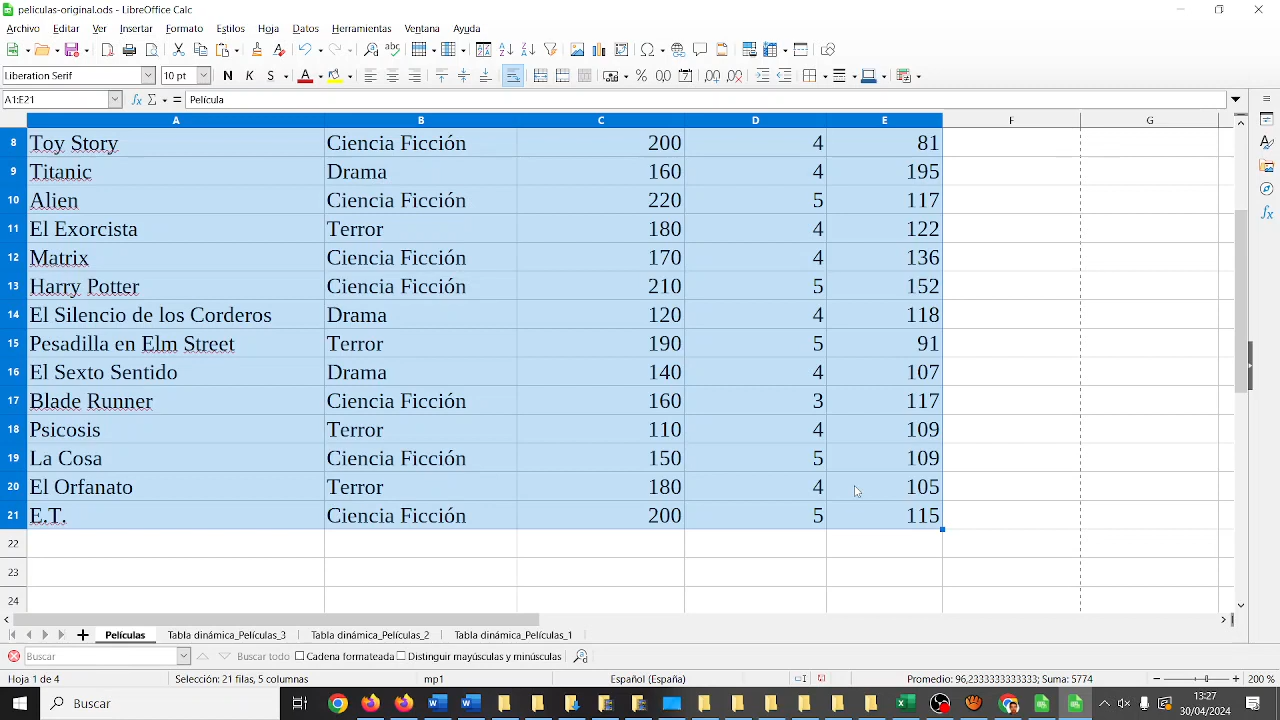 peliculas-original.ods - LibreOffice Calc
Archivo Editar Ver Insertar Formato Estilos Hoja Datos Herramientas Ventana Ayuda
Liberation Serif 10 pt
A1:E21 Película
A B C D E F G
8 Toy Story Ciencia Ficción 200 4 81
9 Titanic Drama 160 4 195
10 Alien Ciencia Ficción 220 5 117
11 El Exorcista Terror 180 4 122
12 Matrix Ciencia Ficción 170 4 136
13 Harry Potter Ciencia Ficción 210 5 152
14 El Silencio de los Corderos Drama 120 4 118
15 Pesadilla en Elm Street Terror 190 5 91
16 El Sexto Sentido Drama 140 4 107
17 Blade Runner Ciencia Ficción 160 3 117
18 Psicosis Terror 110 4 109
19 La Cosa Ciencia Ficción 150 5 109
20 El Orfanato Terror 180 4 105
21 E.T. Ciencia Ficción 200 5 115
22
23
24
Películas Tabla dinámica_Películas_3 Tabla dinámica_Películas_2 Tabla dinámica_Películas_1
Buscar Buscar todo Cadena formateada Distinguir mayúsculas y minúsculas
Hoja 1 de 4 Selección: 21 filas, 5 columnas mp1 Español (España) Promedio: 96,2333333333333; Suma: 5774 200 %
Buscar 13:27
30/04/2024